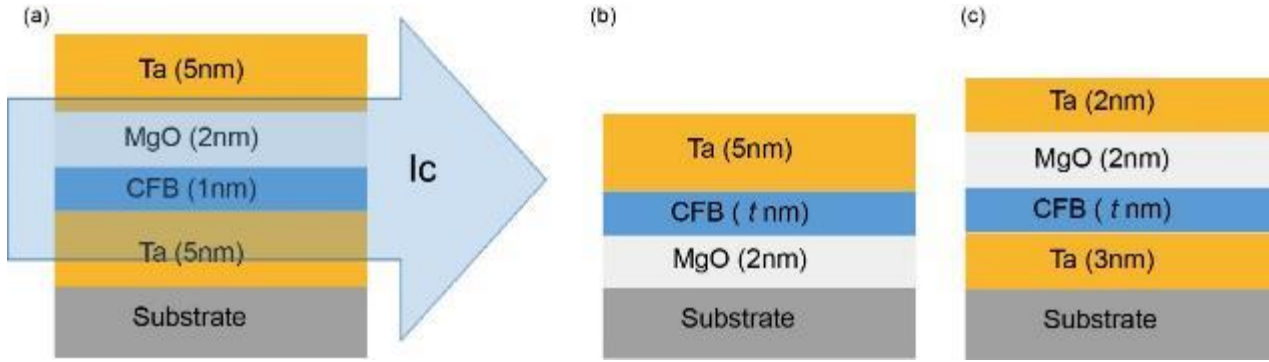 (a)
Ta (5nm)
MgO (2nm)
CFB (1nm)
Ta (5nm)
Substrate
Ic
(b)
Ta (5nm)
CFB ( t nm)
MgO (2nm)
Substrate
(c)
Ta (2nm)
MgO (2nm)
CFB ( t nm)
Ta (3nm)
Substrate